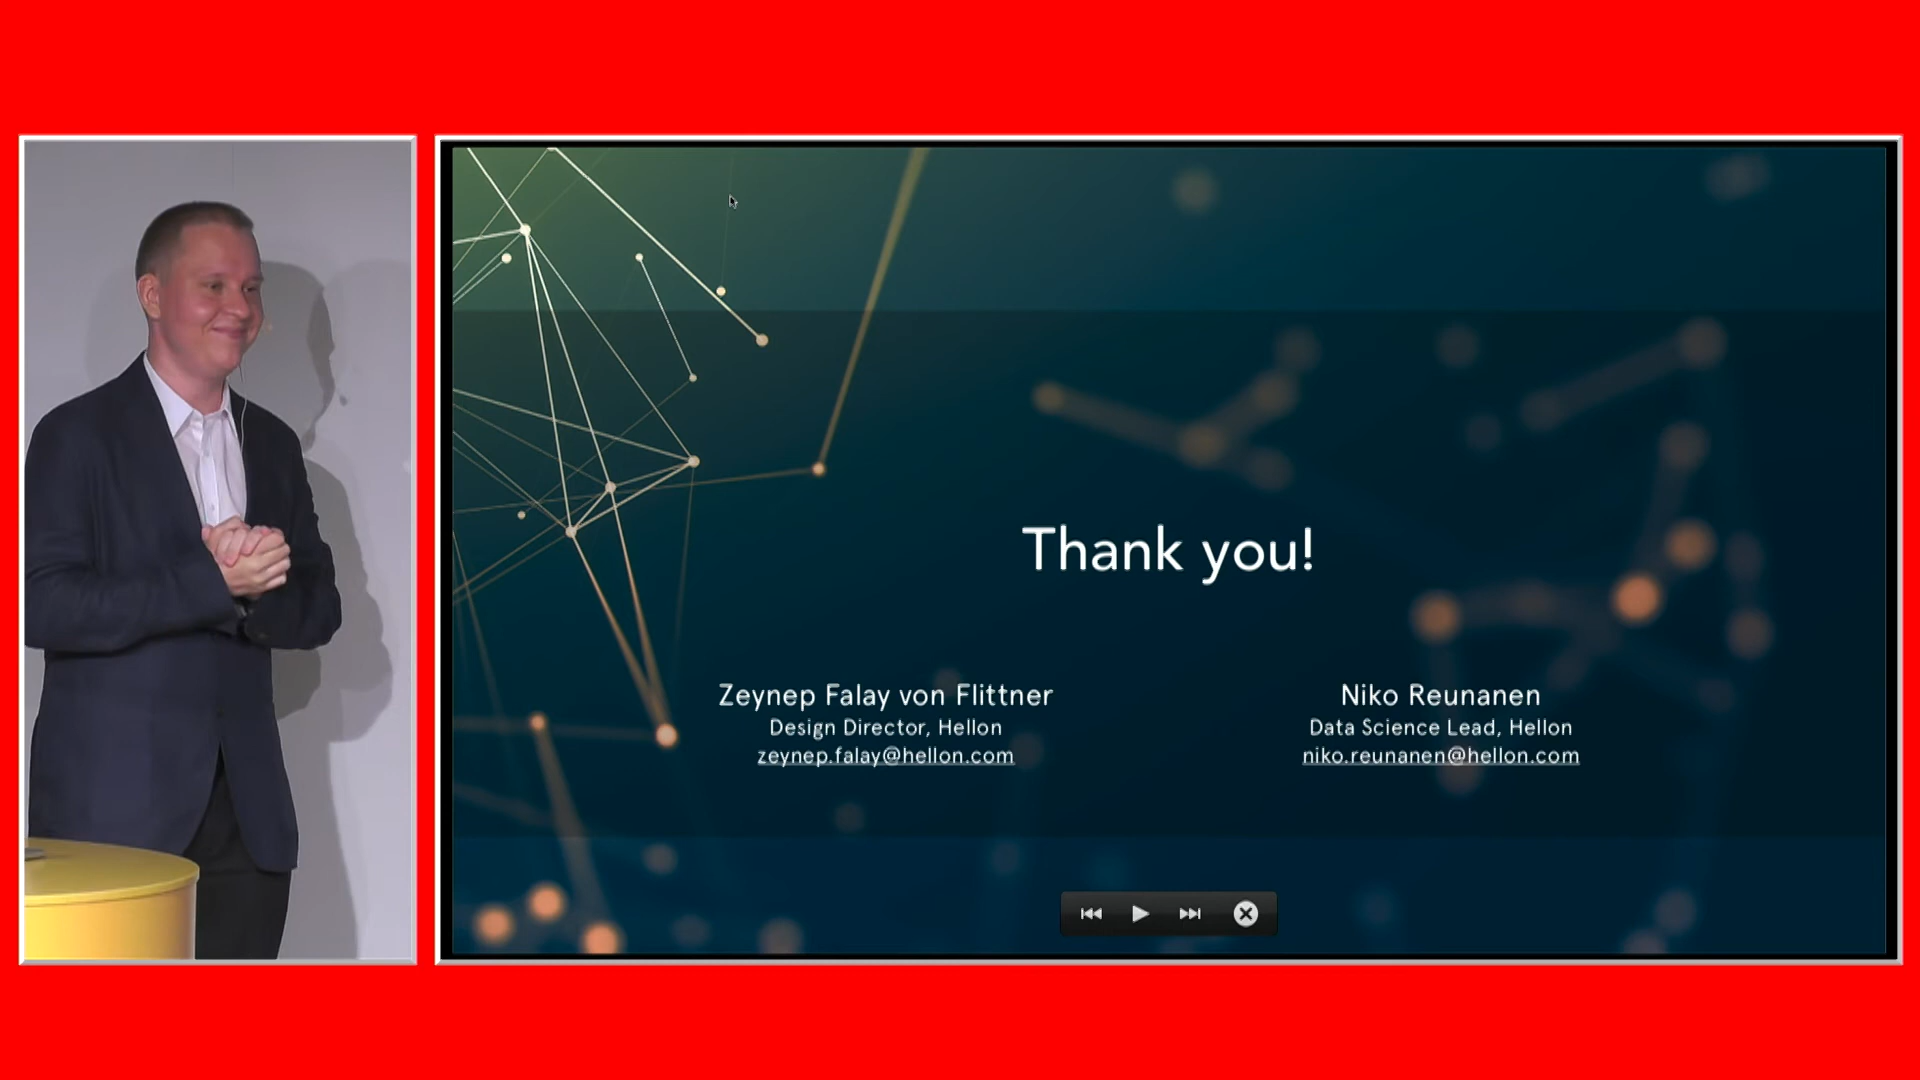 Thank you!
Zeynep Falay von Flittner
Design Director, Hellon
zeynep.falay@hellon.com
Niko Reunanen
Data Science Lead, Hellon
niko.reunanen@hellon.com